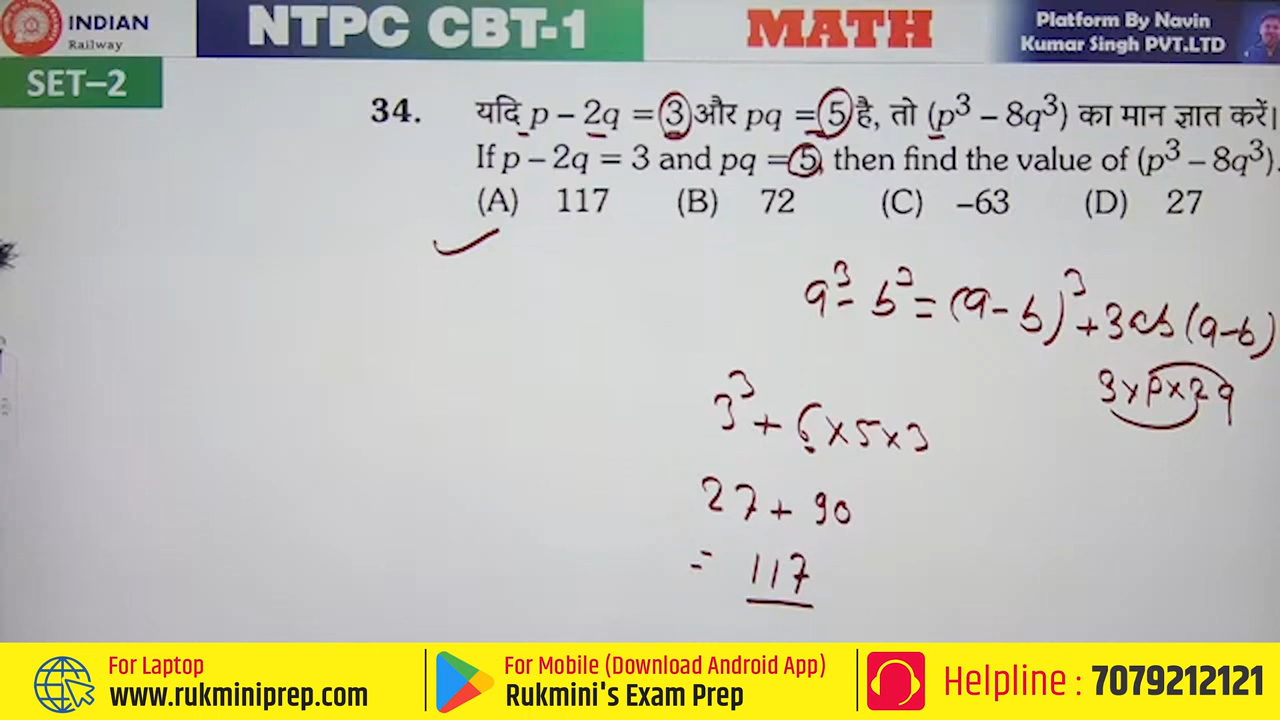 INDIAN
Railway
NTPC CBT-1
MATH
Platform By Navin
Kumar Singh PVT.LTD
SET–2
34. यदि p – 2q = 3 और pq = 5 है, तो (p³ – 8q³) का मान ज्ञात करें।
If p – 2q = 3 and pq = 5, then find the value of (p³ – 8q³).
(A) 117 (B) 72 (C) –63 (D) 27
a³ - b³ = (a - b)³ + 3ab(a-b)
3×p×2q
3³ + 6×5×3
27 + 90
= 117
For Laptop
www.rukminiprep.com
For Mobile (Download Android App)
Rukmini's Exam Prep
Helpline : 7079212121